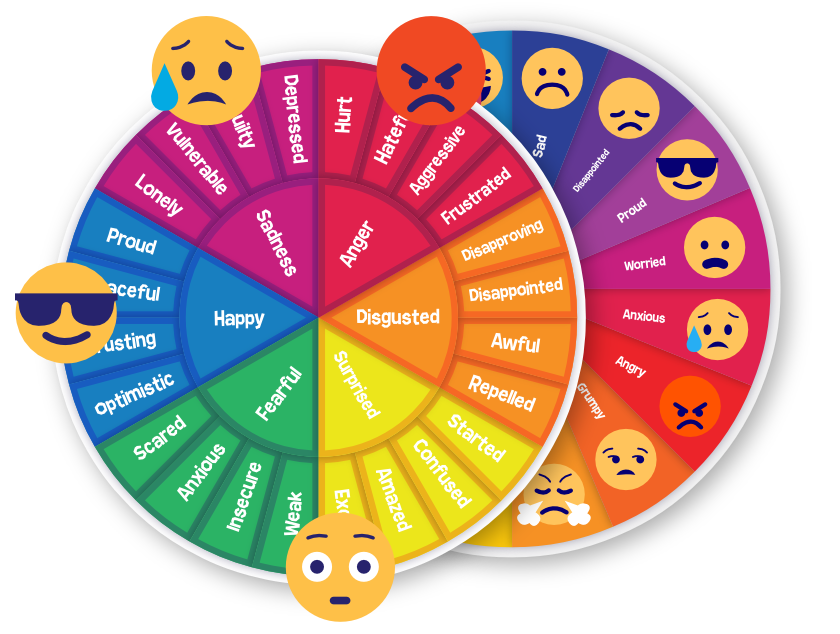 Lonely
Vulnerable
Depressed
Hurt
Aggressive
Frustrated
Sadness
Anger
Proud
Happy
Disgusted
Optimistic
Disapproving
Disappointed
Awful
Repelled
Fearful
Surprised
Scared
Anxious
Insecure
Weak
Amazed
Confused
Started
Sad
Disappointed
Proud
Worried
Anxious
Angry
Grumpy